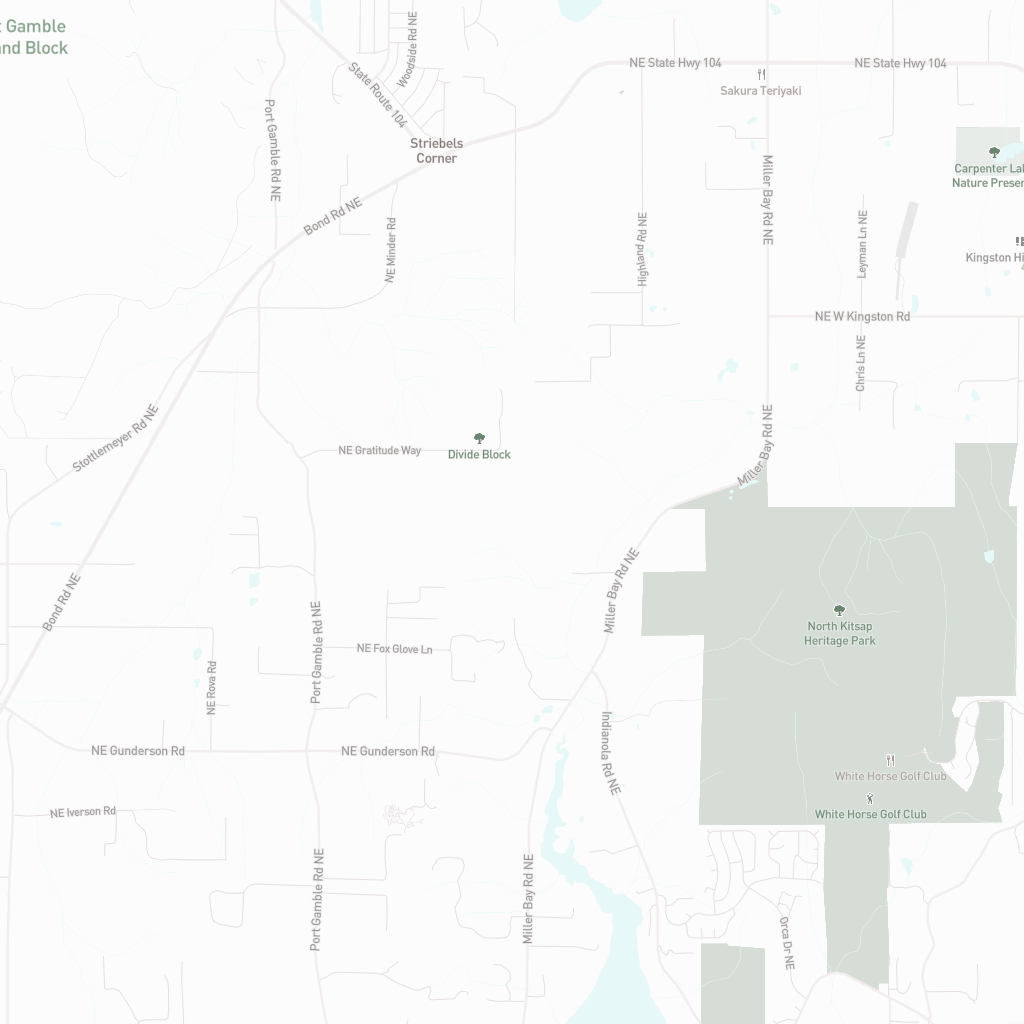 t Gamble
and Block
Woodside Rd NE
State Route 104
NE State Hwy 104
NE State Hwy 104
Sakura Teriyaki
Port Gamble Rd NE
Striebels
Corner
Carpenter Lak
Nature Preser
Miller Bay Rd NE
Bond Rd NE
NE Minder Rd
Highland Rd NE
Leyman Ln NE
Kingston Hi
NE W Kingston Rd
Chris Ln NE
Stottlemeyer Rd NE
NE Gratitude Way
Divide Block
Miller Bay Rd NE
Bond Rd NE
Port Gamble Rd NE
Miller Bay Rd NE
North Kitsap
Heritage Park
NE Fox Glove Ln
NE Rova Rd
Indianola Rd NE
NE Gunderson Rd
NE Gunderson Rd
White Horse Golf Club
White Horse Golf Club
NE Iverson Rd
Port Gamble Rd NE
Miller Bay Rd NE
Orca Dr NE